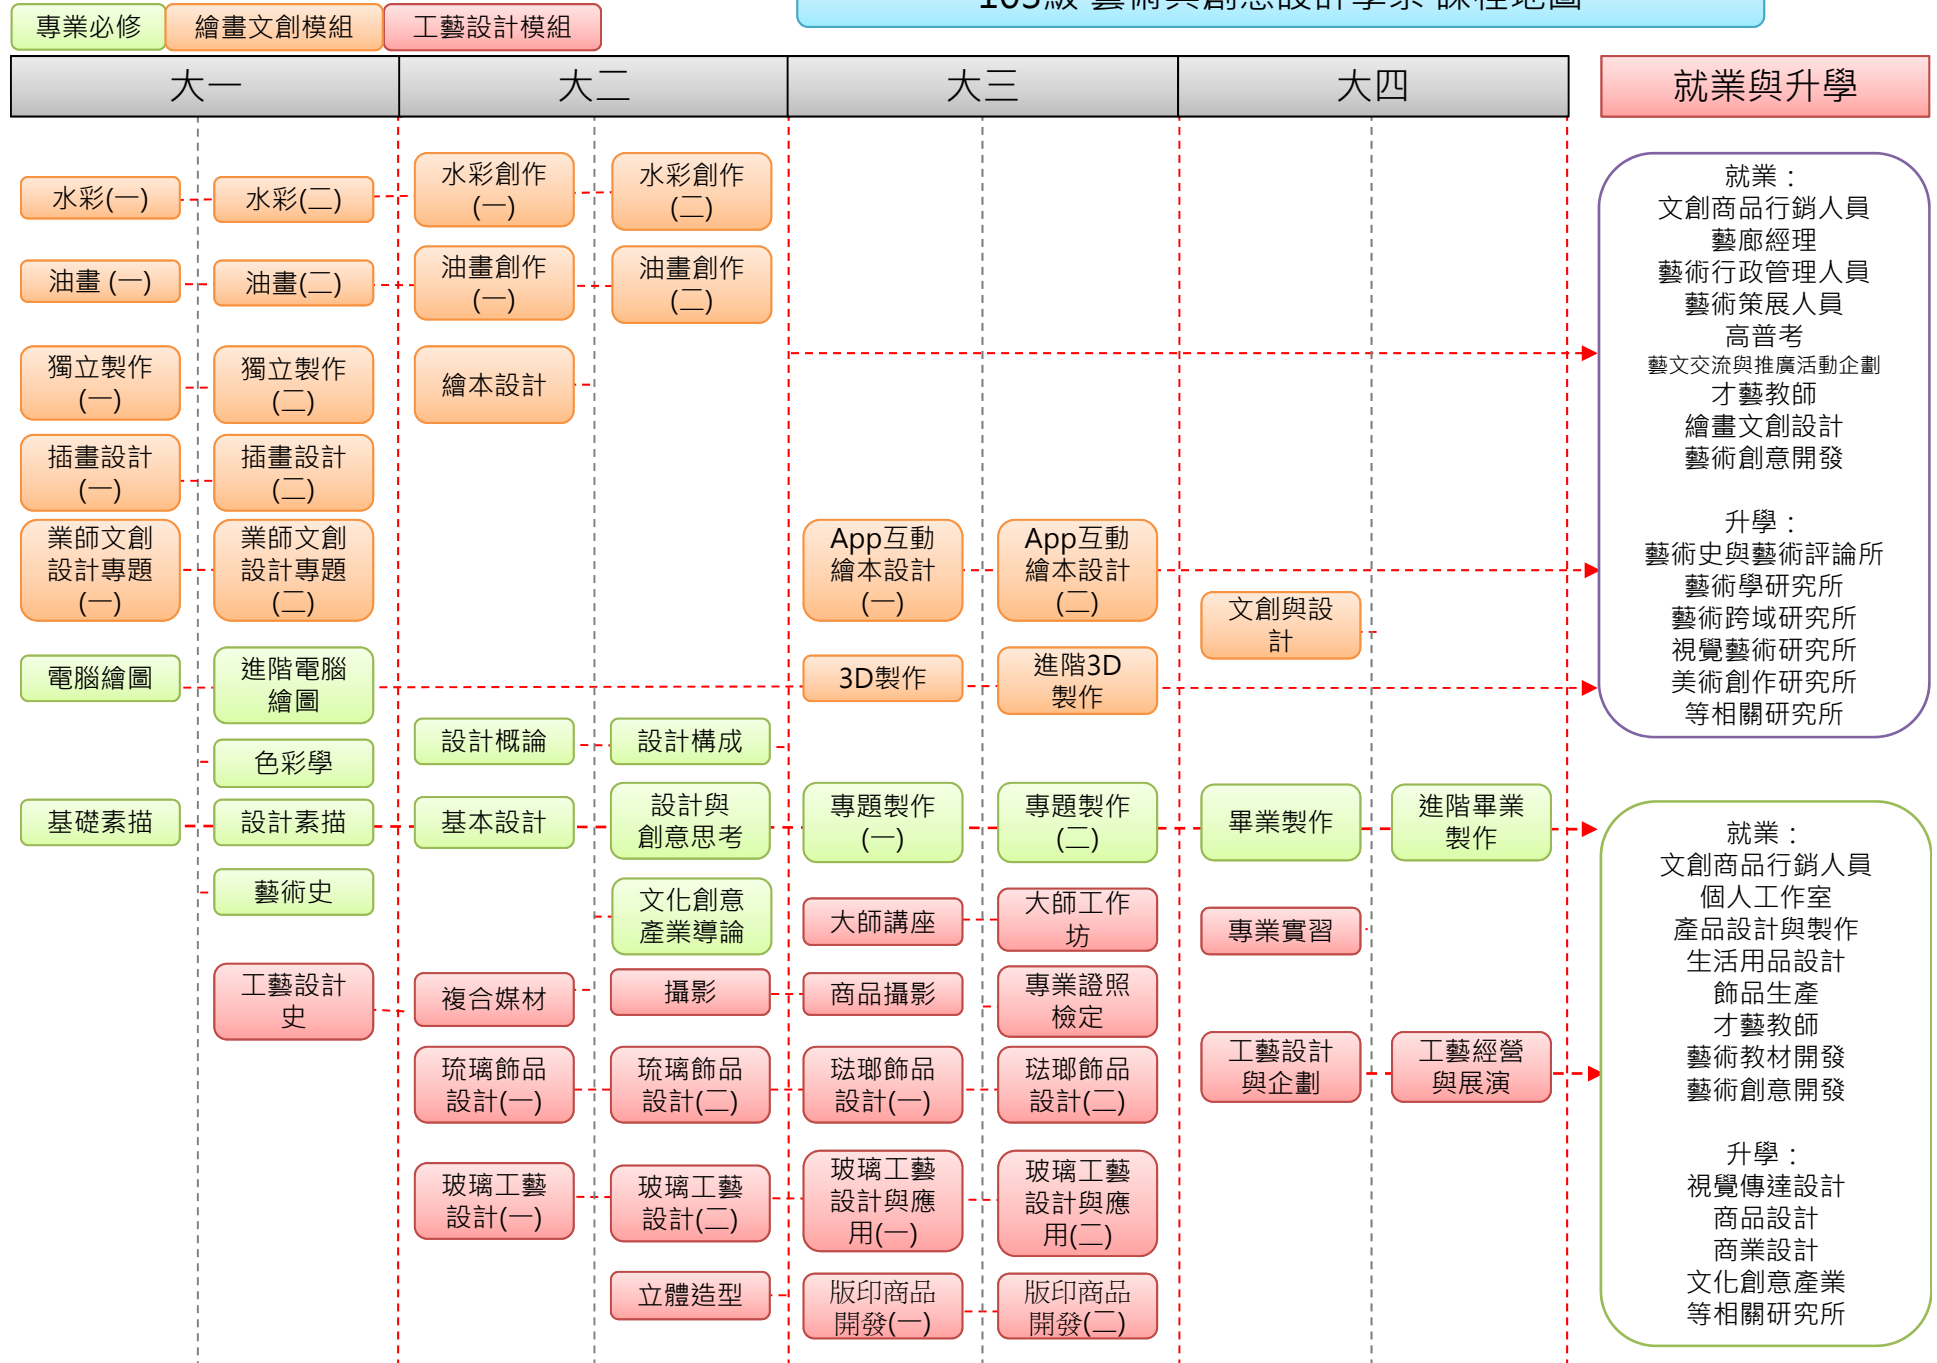 105級 藝術與創意設計學系 課程地圖
專業必修
繪畫文創模組
工藝設計模組
大一
大二
大三
大四
就業與升學
水彩(一)
水彩(二)
水彩創作
(一)
水彩創作
(二)
油畫 (一)
油畫(二)
油畫創作
(一)
油畫創作
(二)
獨立製作
(一)
獨立製作
(二)
繪本設計
插畫設計
(一)
插畫設計
(二)
業師文創
設計專題
(一)
業師文創
設計專題
(二)
App互動
繪本設計
(一)
App互動
繪本設計
(二)
文創與設
計
電腦繪圖
進階電腦
繪圖
3D製作
進階3D
製作
設計概論
設計構成
色彩學
基礎素描
設計素描
基本設計
設計與
創意思考
專題製作
(一)
專題製作
(二)
畢業製作
進階畢業
製作
藝術史
文化創意
產業導論
大師講座
大師工作
坊
專業實習
工藝設計
史
複合媒材
攝影
商品攝影
專業證照
檢定
琉璃飾品
設計(一)
琉璃飾品
設計(二)
琺瑯飾品
設計(一)
琺瑯飾品
設計(二)
工藝設計
與企劃
工藝經營
與展演
玻璃工藝
設計(一)
玻璃工藝
設計(二)
玻璃工藝
設計與應
用(一)
玻璃工藝
設計與應
用(二)
立體造型
版印商品
開發(一)
版印商品
開發(二)
就業：
文創商品行銷人員
藝廊經理
藝術行政管理人員
藝術策展人員
高普考
藝文交流與推廣活動企劃
才藝教師
繪畫文創設計
藝術創意開發
升學：
藝術史與藝術評論所
藝術學研究所
藝術跨域研究所
視覺藝術研究所
美術創作研究所
等相關研究所
就業：
文創商品行銷人員
個人工作室
產品設計與製作
生活用品設計
飾品生產
才藝教師
藝術教材開發
藝術創意開發
升學：
視覺傳達設計
商品設計
商業設計
文化創意產業
等相關研究所